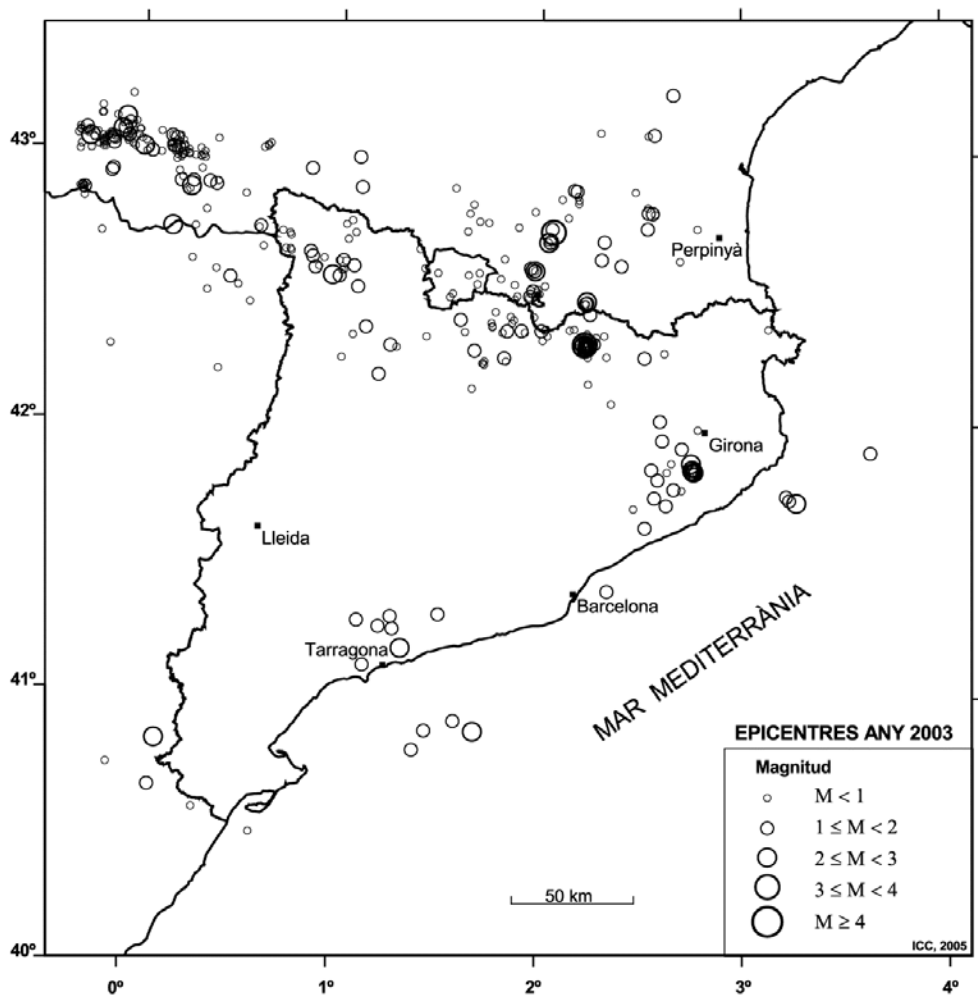 43º
Perpinyà
42º
Girona
Lleida
Barcelona
Tarragona
41º
MAR MEDITERRÀNIA
EPICENTRES ANY 2003
Magnitud
M < 1
1 ≤ M < 2
2 ≤ M < 3
3 ≤ M < 4
M ≥ 4
50 km
ICC, 2005
40º
0º 1º 2º 3º 4º